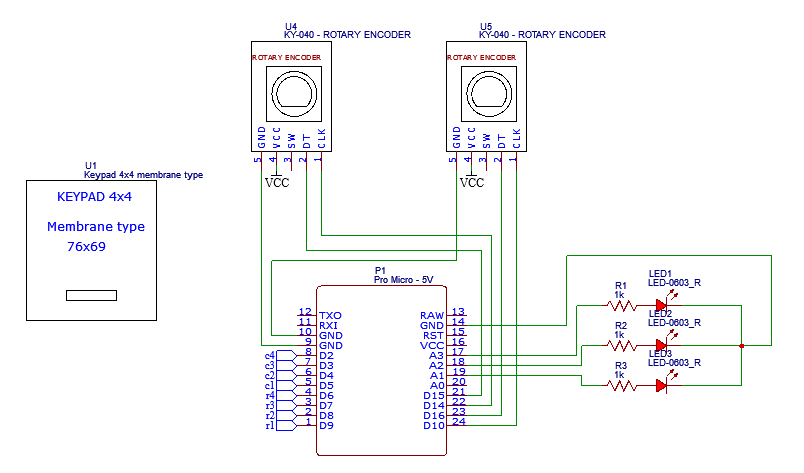 U4
KY-040 - ROTARY ENCODER
U5
KY-040 - ROTARY ENCODER
ROTARY ENCODER
ROTARY ENCODER
GND VCC SW DT CLK
GND VCC SW DT CLK
5 4 3 2 1
5 4 3 2 1
VCC
VCC
U1
Keypad 4x4 membrane type
KEYPAD 4x4
Membrane type
76x69
P1
Pro Micro - 5V
12 TXO RAW 13
11 RXI GND 14
10 GND RST 15
9 GND VCC 16
c4 8 D2 A3 17
c3 7 D3 A2 18
c2 6 D4 A1 19
c1 5 D5 A0 20
r4 4 D6 D15 21
r3 3 D7 D14 22
r2 2 D8 D16 23
r1 1 D9 D10 24
R1
1k
LED1
LED-0603_R
R2
1k
LED2
LED-0603_R
R3
1k
LED3
LED-0603_R